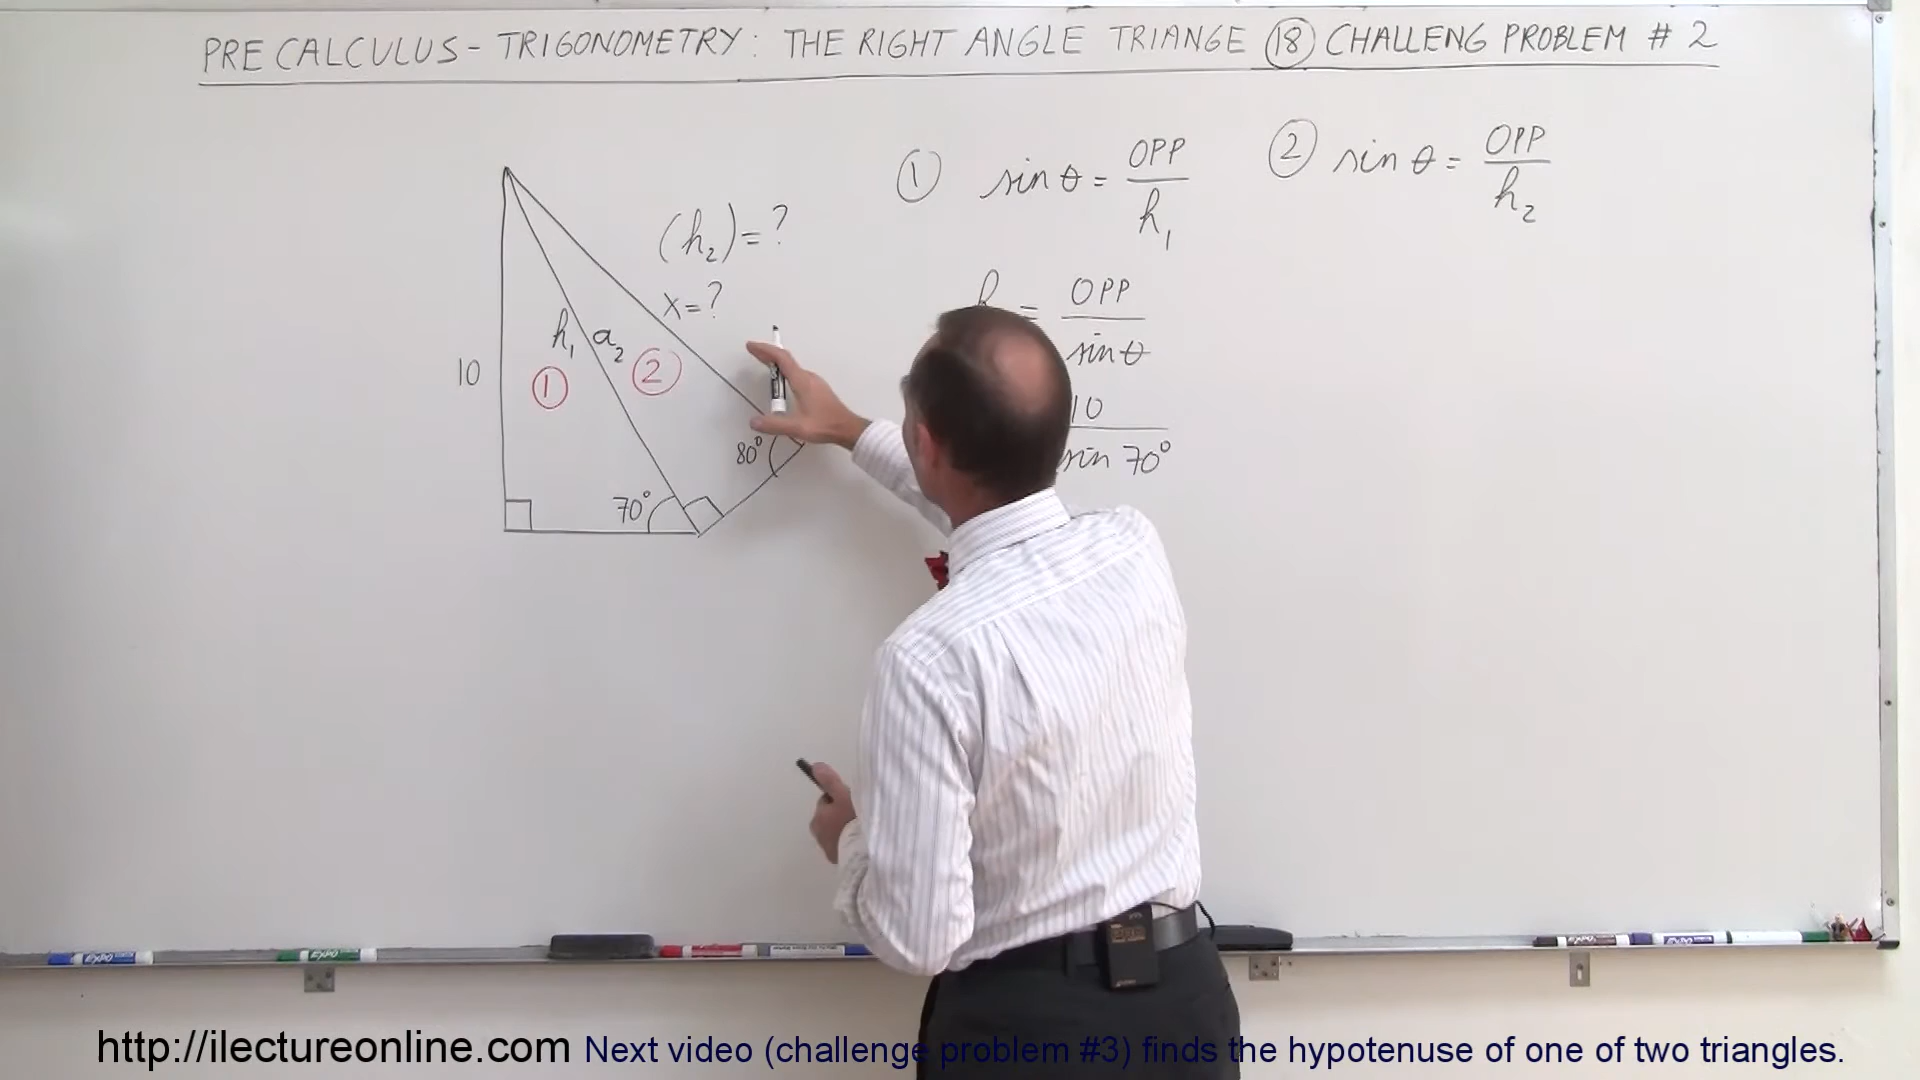 PRE CALCULUS - TRIGONOMETRY: THE RIGHT ANGLE TRIANGE 18 CHALLENG PROBLEM # 2
1 sin θ = OPP / h₁
2 sin θ = OPP / h₂
(h₂) = ?
x = ?
h = OPP / sin θ
h₁ a₂
10
1 2
10 / sin 70°
80°
70°
EXPO
EXPO
http://ilectureonline.com Next video (challenge problem #3) finds the hypotenuse of one of two triangles.